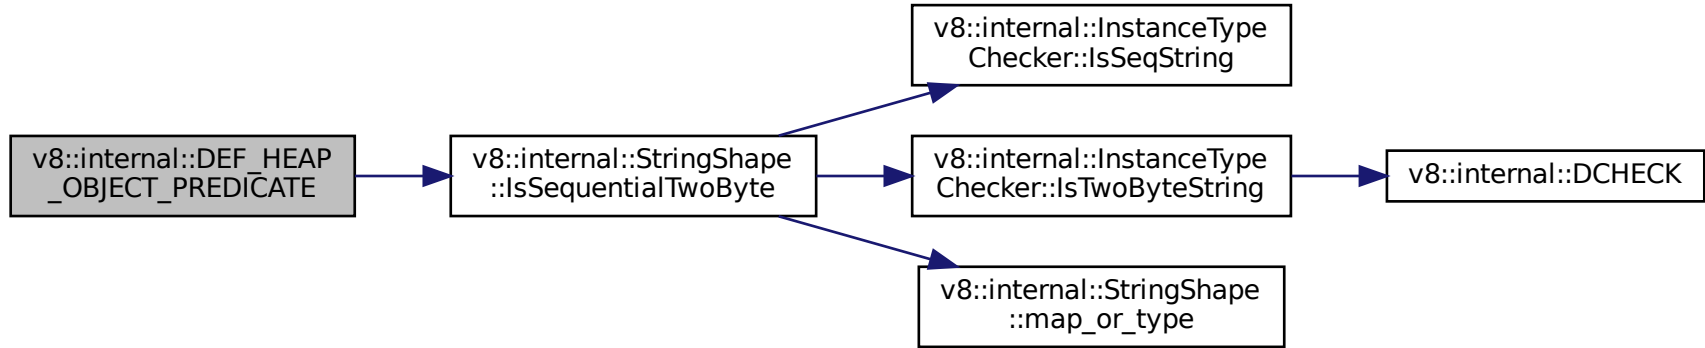 v8::internal::DEF_HEAP
_OBJECT_PREDICATE
v8::internal::StringShape
::IsSequentialTwoByte
v8::internal::InstanceType
Checker::IsSeqString
v8::internal::InstanceType
Checker::IsTwoByteString
v8::internal::DCHECK
v8::internal::StringShape
::map_or_type